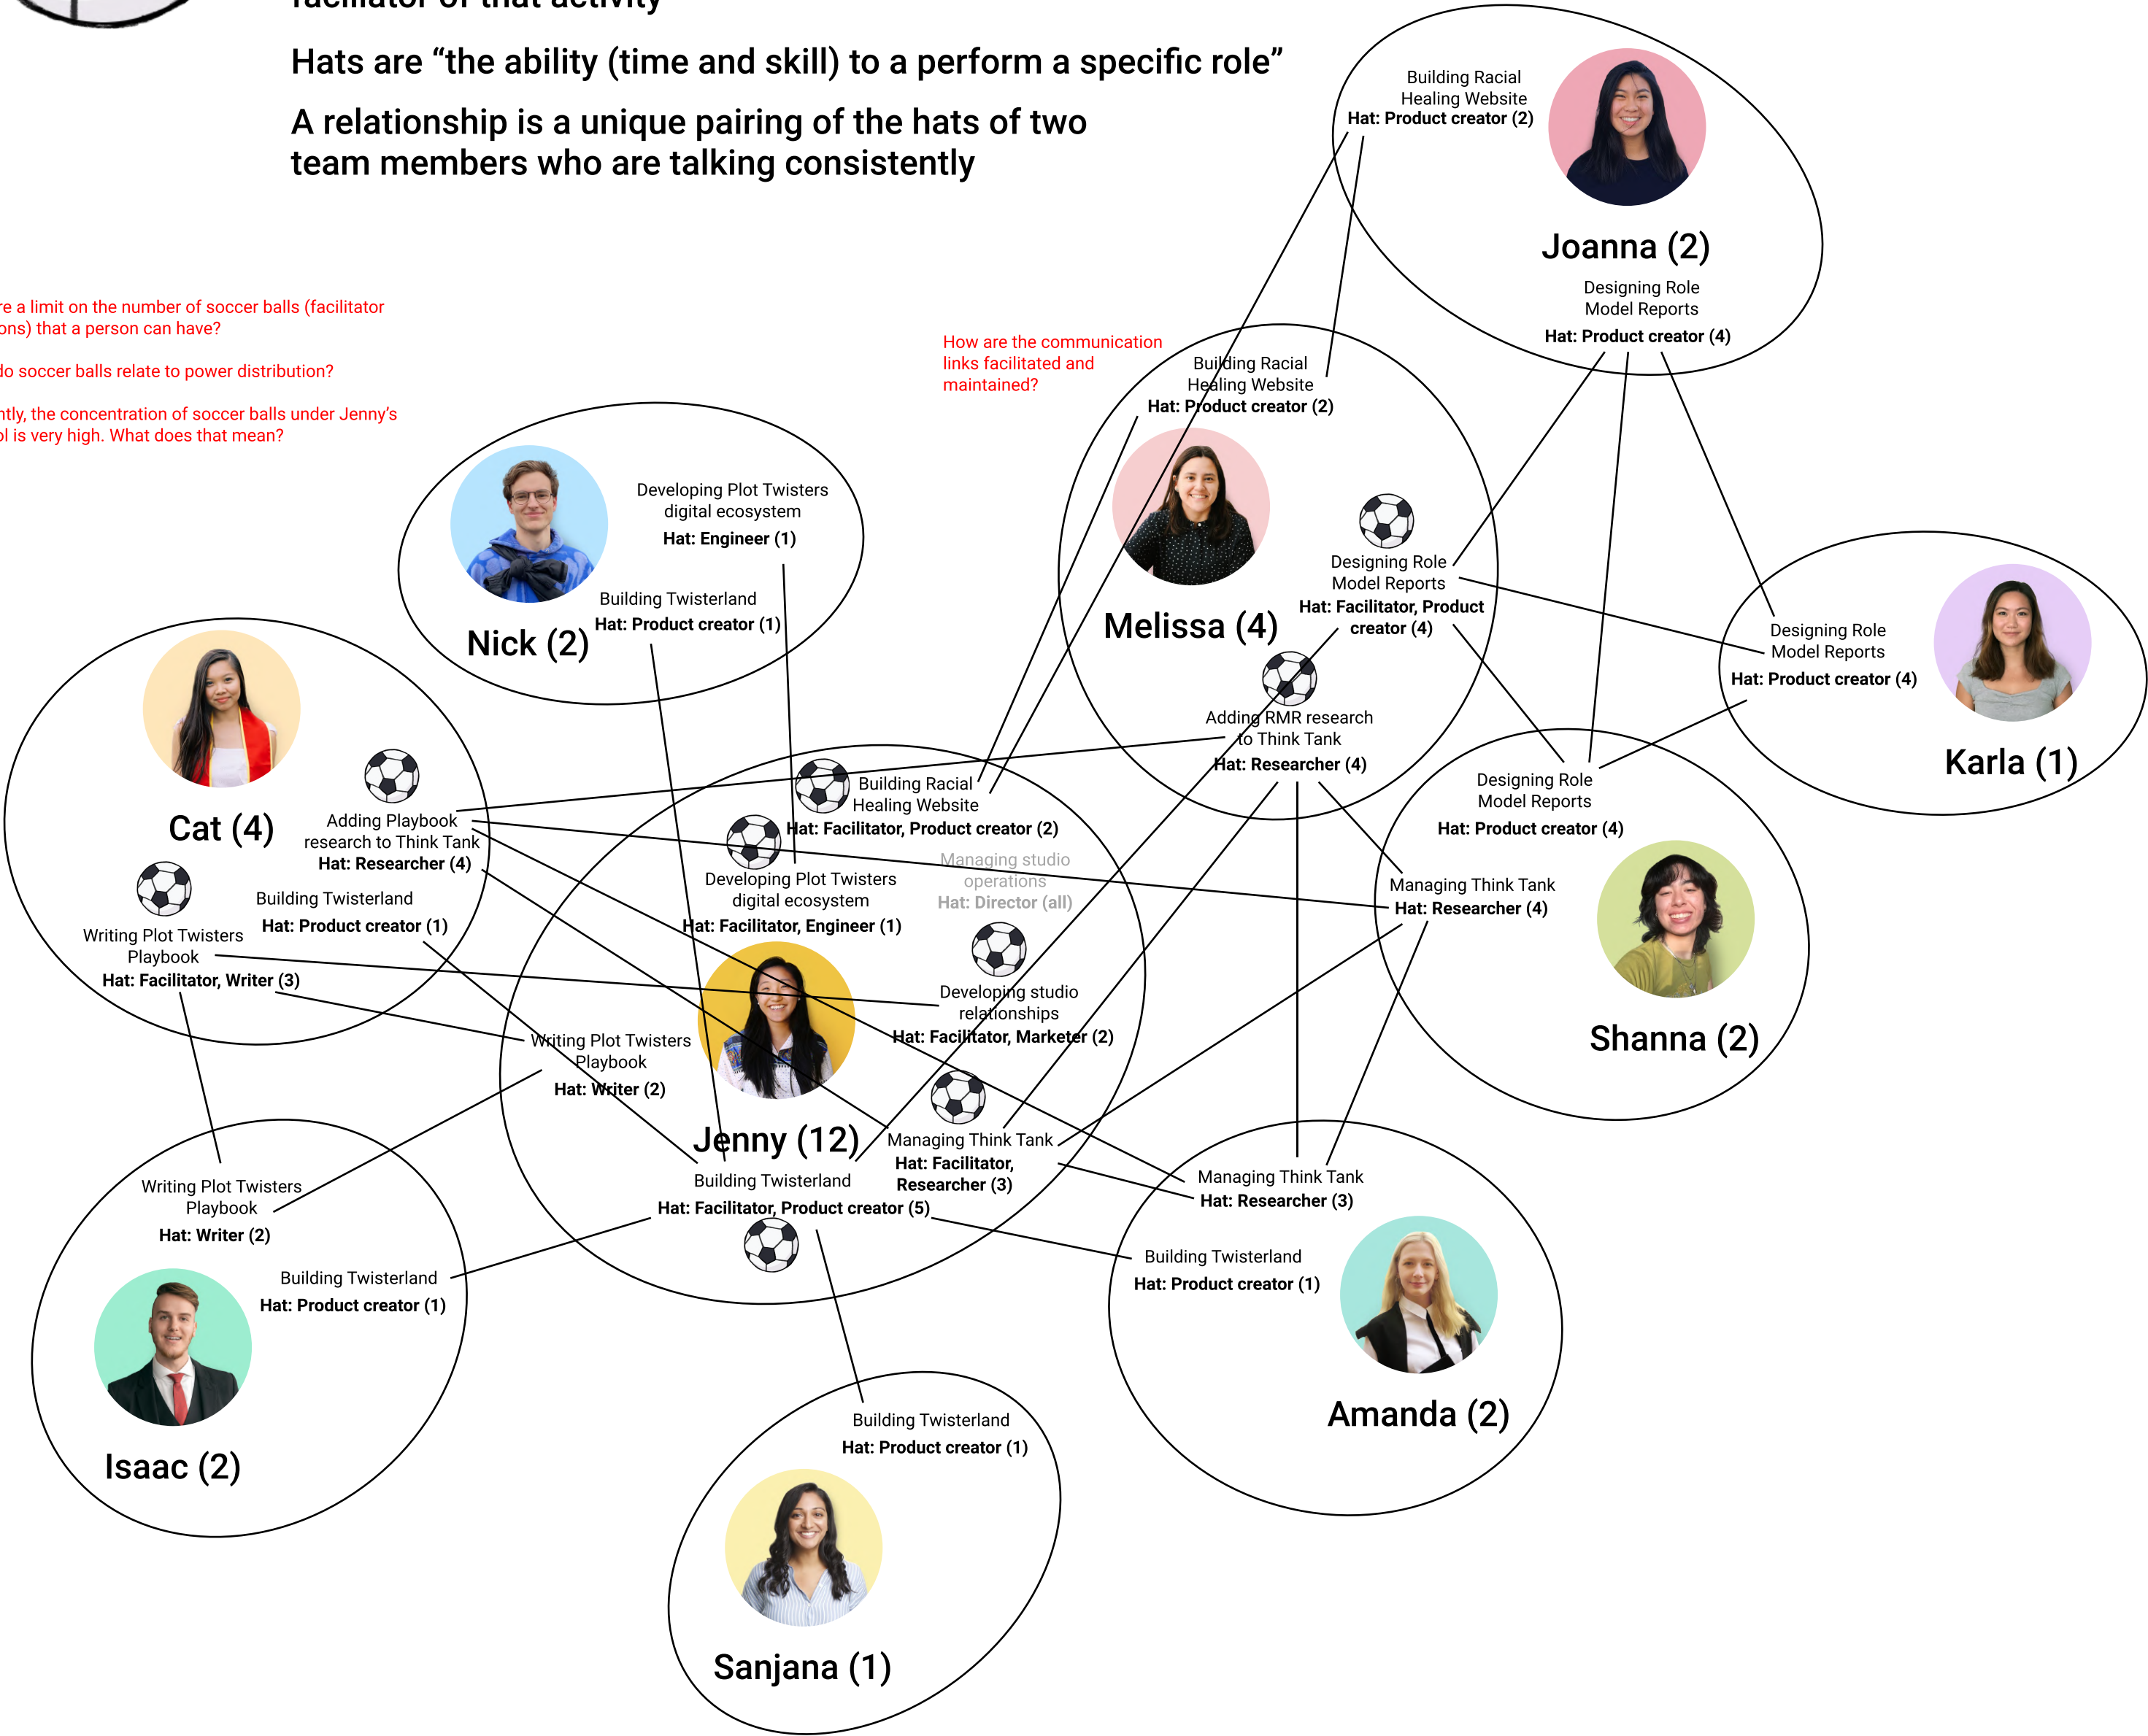 facilitator of that activity
Hats are “the ability (time and skill) to a perform a specific role”
A relationship is a unique pairing of the hats of two
team members who are talking consistently
a limit on the number of soccer balls (facilitator
that a person can have?
do soccer balls relate to power distribution?
the concentration of soccer balls under Jenny’s
is very high. What does that mean?
How are the communication
links facilitated and
maintained?
Building Racial
Healing Website
Hat: Product creator (2)
Joanna (2)
Designing Role
Model Reports
Hat: Product creator (4)
Building Racial
Healing Website
Hat: Product creator (2)
Melissa (4)
Designing Role
Model Reports
Hat: Facilitator, Product
creator (4)
Adding RMR research
to Think Tank
Hat: Researcher (4)
Developing Plot Twisters
digital ecosystem
Hat: Engineer (1)
Building Twisterland
Hat: Product creator (1)
Nick (2)
Designing Role
Model Reports
Hat: Product creator (4)
Karla (1)
Cat (4)
Adding Playbook
research to Think Tank
Hat: Researcher (4)
Building Twisterland
Hat: Product creator (1)
Writing Plot Twisters
Playbook
Hat: Facilitator, Writer (3)
Building Racial
Healing Website
Hat: Facilitator, Product creator (2)
Managing studio
operations
Hat: Director (all)
Developing Plot Twisters
digital ecosystem
Hat: Facilitator, Engineer (1)
Developing studio
relationships
Hat: Facilitator, Marketer (2)
Writing Plot Twisters
Playbook
Hat: Writer (2)
Jenny (12)
Managing Think Tank
Hat: Facilitator,
Researcher (3)
Building Twisterland
Hat: Facilitator, Product creator (5)
Designing Role
Model Reports
Hat: Product creator (4)
Managing Think Tank
Hat: Researcher (4)
Shanna (2)
Writing Plot Twisters
Playbook
Hat: Writer (2)
Building Twisterland
Hat: Product creator (1)
Isaac (2)
Managing Think Tank
Hat: Researcher (3)
Building Twisterland
Hat: Product creator (1)
Amanda (2)
Building Twisterland
Hat: Product creator (1)
Sanjana (1)